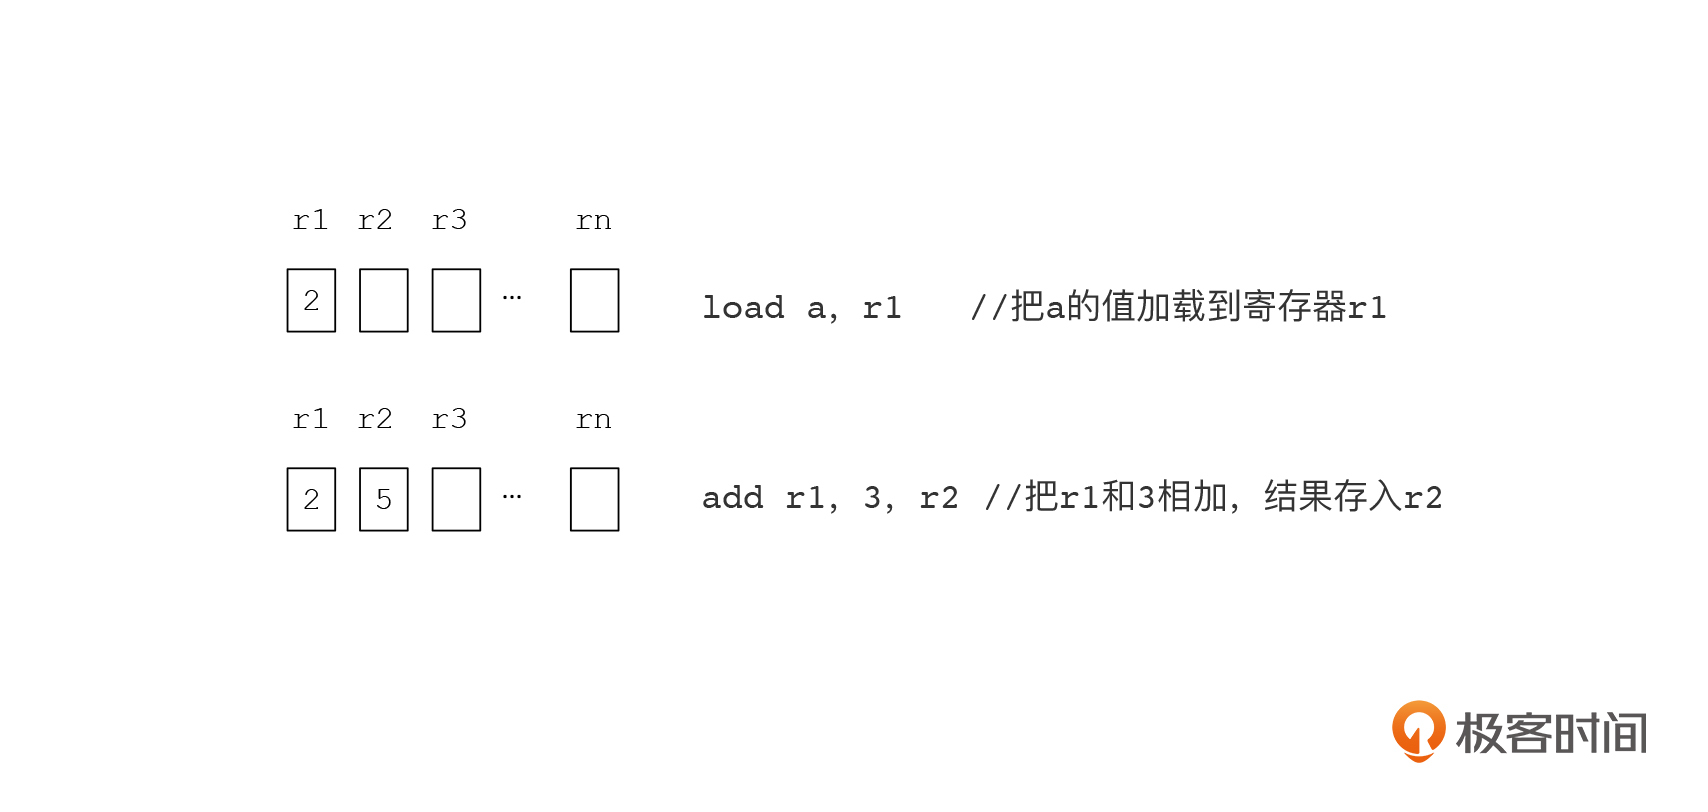 r1 r2 r3 rn
2 … load a, r1 //把a的值加载到寄存器r1
r1 r2 r3 rn
2 5 … add r1, 3, r2 //把r1和3相加, 结果存入r2
极客时间